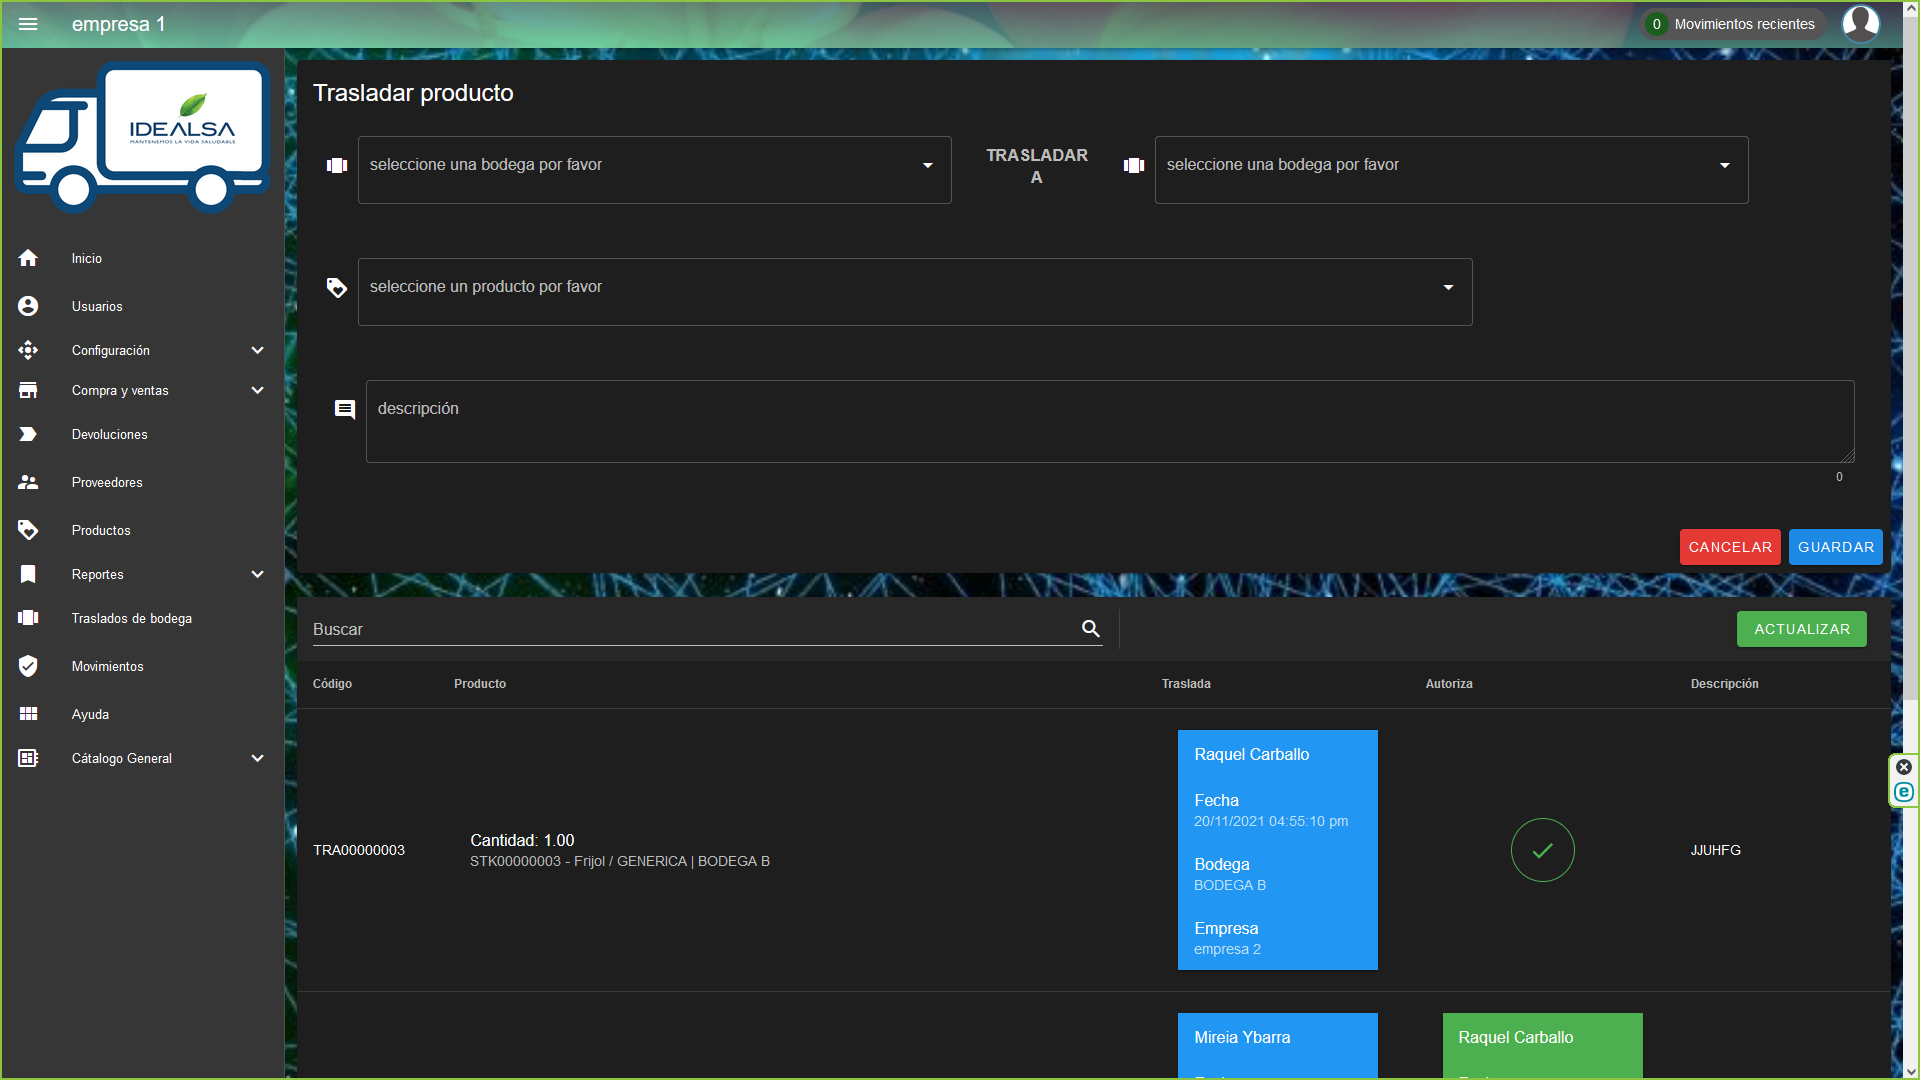 empresa 1
0 Movimientos recientes
IDEALSA
MANTENEMOS LA VIDA SALUDABLE
Inicio
Usuarios
Configuración
Compra y ventas
Devoluciones
Proveedores
Productos
Reportes
Traslados de bodega
Movimientos
Ayuda
Cátalogo General
Trasladar producto
seleccione una bodega por favor
TRASLADAR
A
seleccione una bodega por favor
seleccione un producto por favor
descripción
0
CANCELAR
GUARDAR
Buscar
ACTUALIZAR
Código Producto Traslada Autoriza Descripción
TRA00000003
Cantidad: 1.00
STK00000003 - Frijol / GENERICA | BODEGA B
Raquel Carballo
Fecha
20/11/2021 04:55:10 pm
Bodega
BODEGA B
Empresa
empresa 2
JJUHFG
Mireia Ybarra
Raquel Carballo